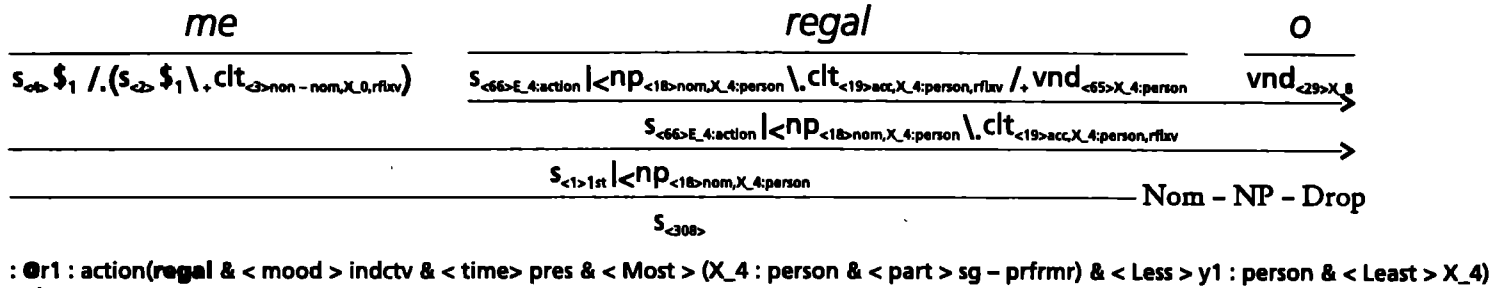 me regal o
s<4>$1 /.(s<2>$1\+clt<3>non – nom,X_0,rflxv) s<66>E_4:action |<np<18>nom,X_4:person\.clt<19>acc,X_4:person,rflxv /+vnd<65>X_4:person vnd<29>X_8
s<66>E_4:action |<np<18>nom,X_4:person\.clt<19>acc,X_4:person,rflxv
s<1>1st|<np<18>nom,X_4:person
Nom – NP – Drop
s<308>
: @r1 : action(regal & < mood > indctv & < time> pres & < Most > (X_4 : person & < part > sg – prfrmr) & < Less > y1 : person & < Least > X_4)